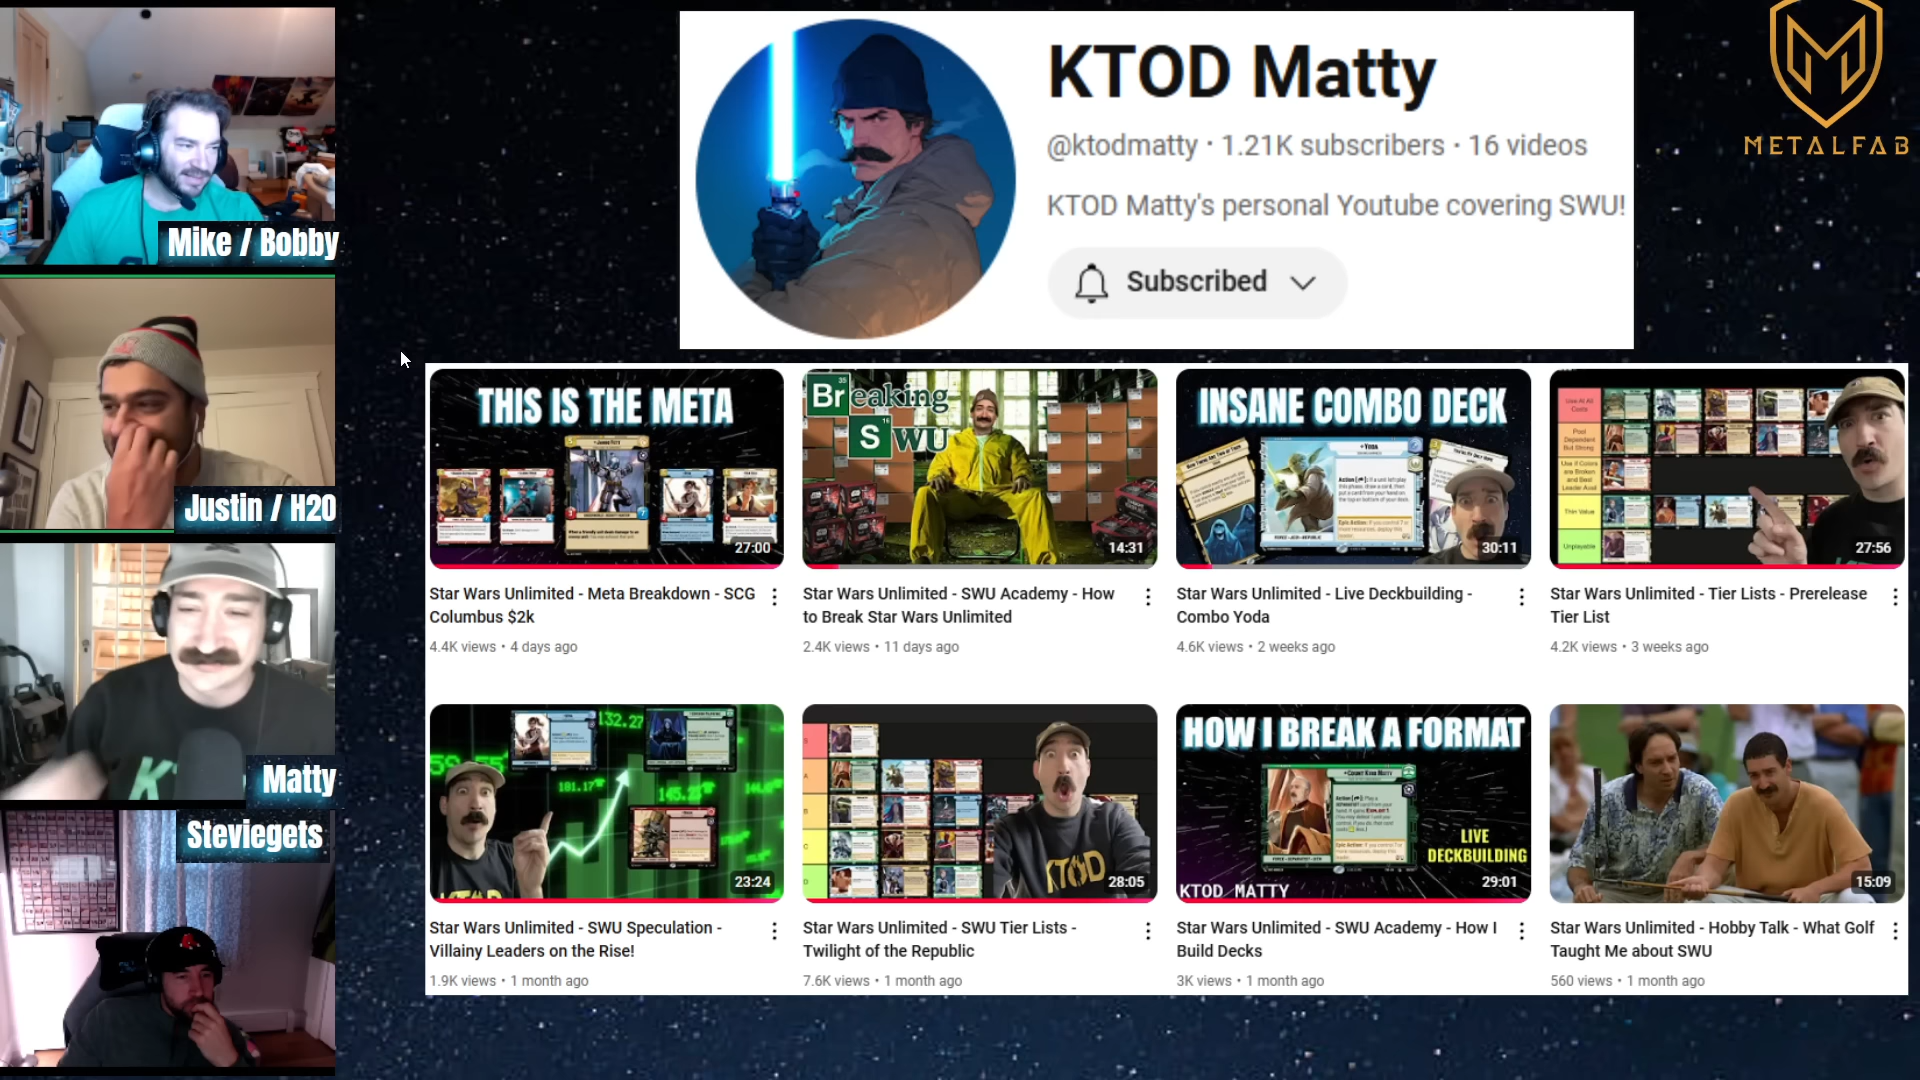 Mike / Bobby
Justin / H20
Matty
Steviegets
KTOD Matty
@ktodmatty · 1.21K subscribers · 16 videos
KTOD Matty's personal Youtube covering SWU!
Subscribed
METALFAB
THIS IS THE META
27:00
Star Wars Unlimited - Meta Breakdown - SCG
Columbus $2k
4.4K views • 4 days ago
Breaking
SWU
14:31
Star Wars Unlimited - SWU Academy - How
to Break Star Wars Unlimited
2.4K views • 11 days ago
INSANE COMBO DECK
YODA
30:11
Star Wars Unlimited - Live Deckbuilding -
Combo Yoda
4.6K views • 2 weeks ago
Thin Value
Unplayable
27:56
Star Wars Unlimited - Tier Lists - Prerelease
Tier List
4.2K views • 3 weeks ago
132.27
181.17
23:24
Star Wars Unlimited - SWU Speculation -
Villainy Leaders on the Rise!
1.9K views • 1 month ago
KTOD
28:05
Star Wars Unlimited - SWU Tier Lists -
Twilight of the Republic
7.6K views • 1 month ago
HOW I BREAK A FORMAT
LIVE
DECKBUILDING
KTOD MATTY
29:01
Star Wars Unlimited - SWU Academy - How I
Build Decks
3K views • 1 month ago
15:09
Star Wars Unlimited - Hobby Talk - What Golf
Taught Me about SWU
560 views • 1 month ago